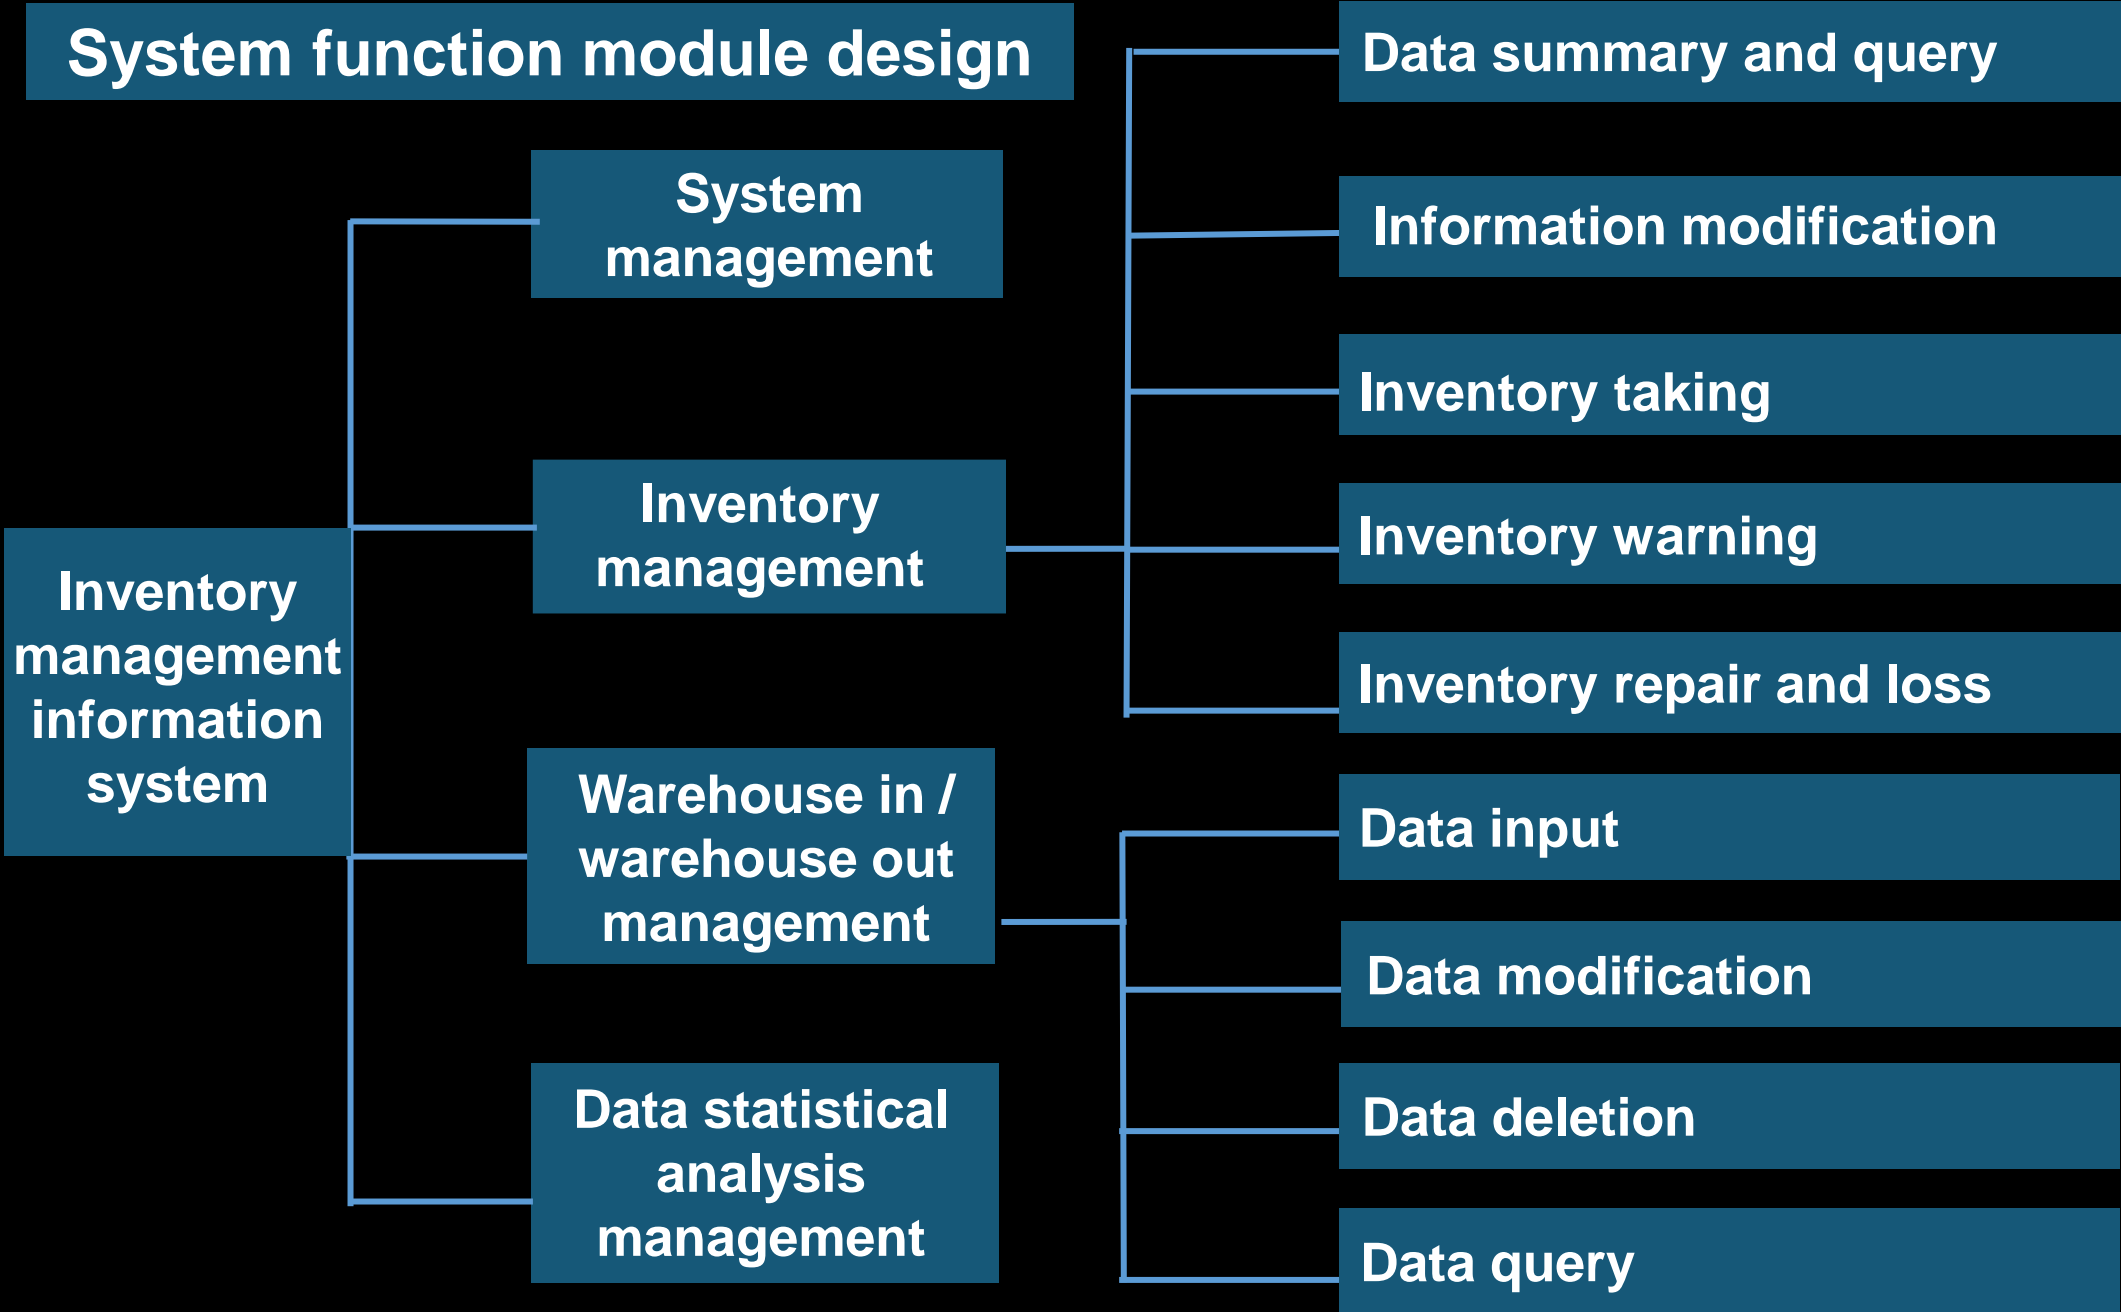 System function module design
Inventory
management
information
system
System
management
Inventory
management
Warehouse in /
warehouse out
management
Data statistical
analysis
management
Data summary and query
Information modification
Inventory taking
Inventory warning
Inventory repair and loss
Data input
Data modification
Data deletion
Data query